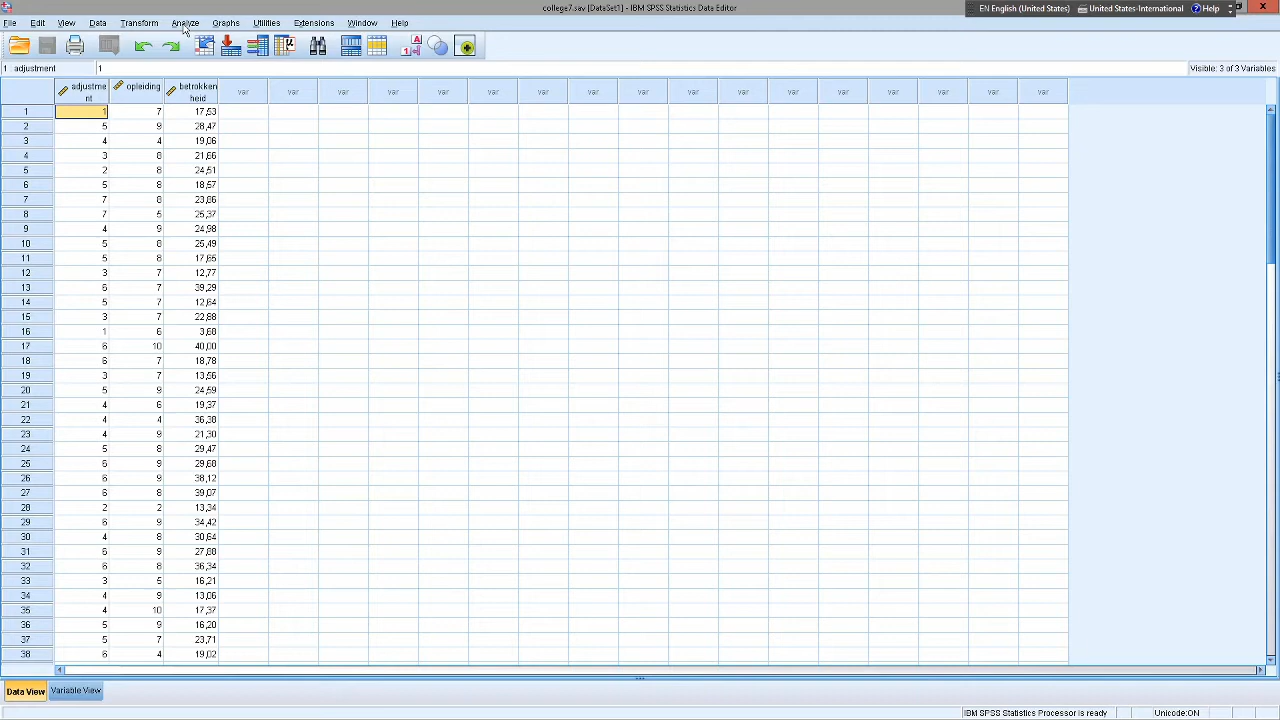 college7.sav [DataSet1] - IBM SPSS Statistics Data Editor
EN English (United States) United States-International Help
File Edit View Data Transform Analyze Graphs Utilities Extensions Window Help
1 adjustment 1 Visible: 3 of 3 Variables
adjustme
nt opleiding betrokken
heid var var var var var var var var var var var var var var var var var
1 1 7 17,53
2 5 9 28,47
3 4 4 19,06
4 3 6 21,66
5 2 8 24,51
6 5 8 18,57
7 7 8 23,86
8 7 5 25,37
9 4 9 24,98
10 5 8 25,49
11 5 8 17,65
12 3 7 12,77
13 6 7 39,29
14 5 7 12,64
15 3 7 22,88
16 1 6 3,68
17 6 10 40,00
18 6 7 18,78
19 3 7 13,56
20 5 9 24,59
21 4 6 19,37
22 4 4 36,38
23 4 9 21,30
24 5 8 29,47
25 6 9 29,68
26 6 9 38,12
27 6 8 39,07
28 2 2 13,34
29 6 9 34,42
30 4 8 30,64
31 6 9 27,88
32 6 8 36,34
33 3 5 16,21
34 4 9 13,06
35 4 10 17,37
36 5 9 16,20
37 5 7 23,71
38 6 4 19,02
Data View Variable View
IBM SPSS Statistics Processor is ready Unicode:ON